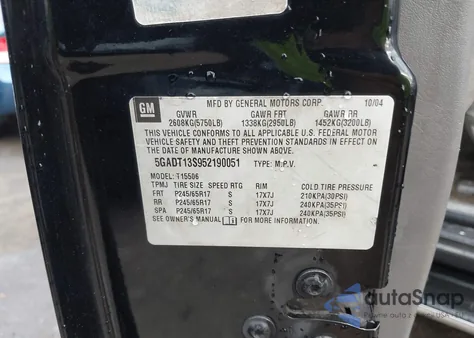 MFD BY GENERAL MOTORS CORP. 10/04
GM GVWR GAWR FRT GAWR RR
2608KG(5750LB) 1338KG(2950LB) 1452KG(3200LB)
THIS VEHICLE CONFORMS TO ALL APPLICABLE U.S. FEDERAL MOTOR
VEHICLE SAFETY AND THEFT PREVENTION STANDARDS IN EFFECT ON
THE DATE OF MANUFACTURE SHOWN ABOVE.
5GADT13S952190051 TYPE: M.P.V.
MODEL: T15506
TPMJ TIRE SIZE SPEED RTG RIM COLD TIRE PRESSURE
FRT P245/65R17 S 17X7J 210KPA(30PSI)
RR P245/65R17 S 17X7J 240KPA(35PSI)
SPA P245/65R17 S 17X7J 240KPA(35PSI)
SEE OWNER'S MANUAL FOR MORE INFORMATION.
autaSnap